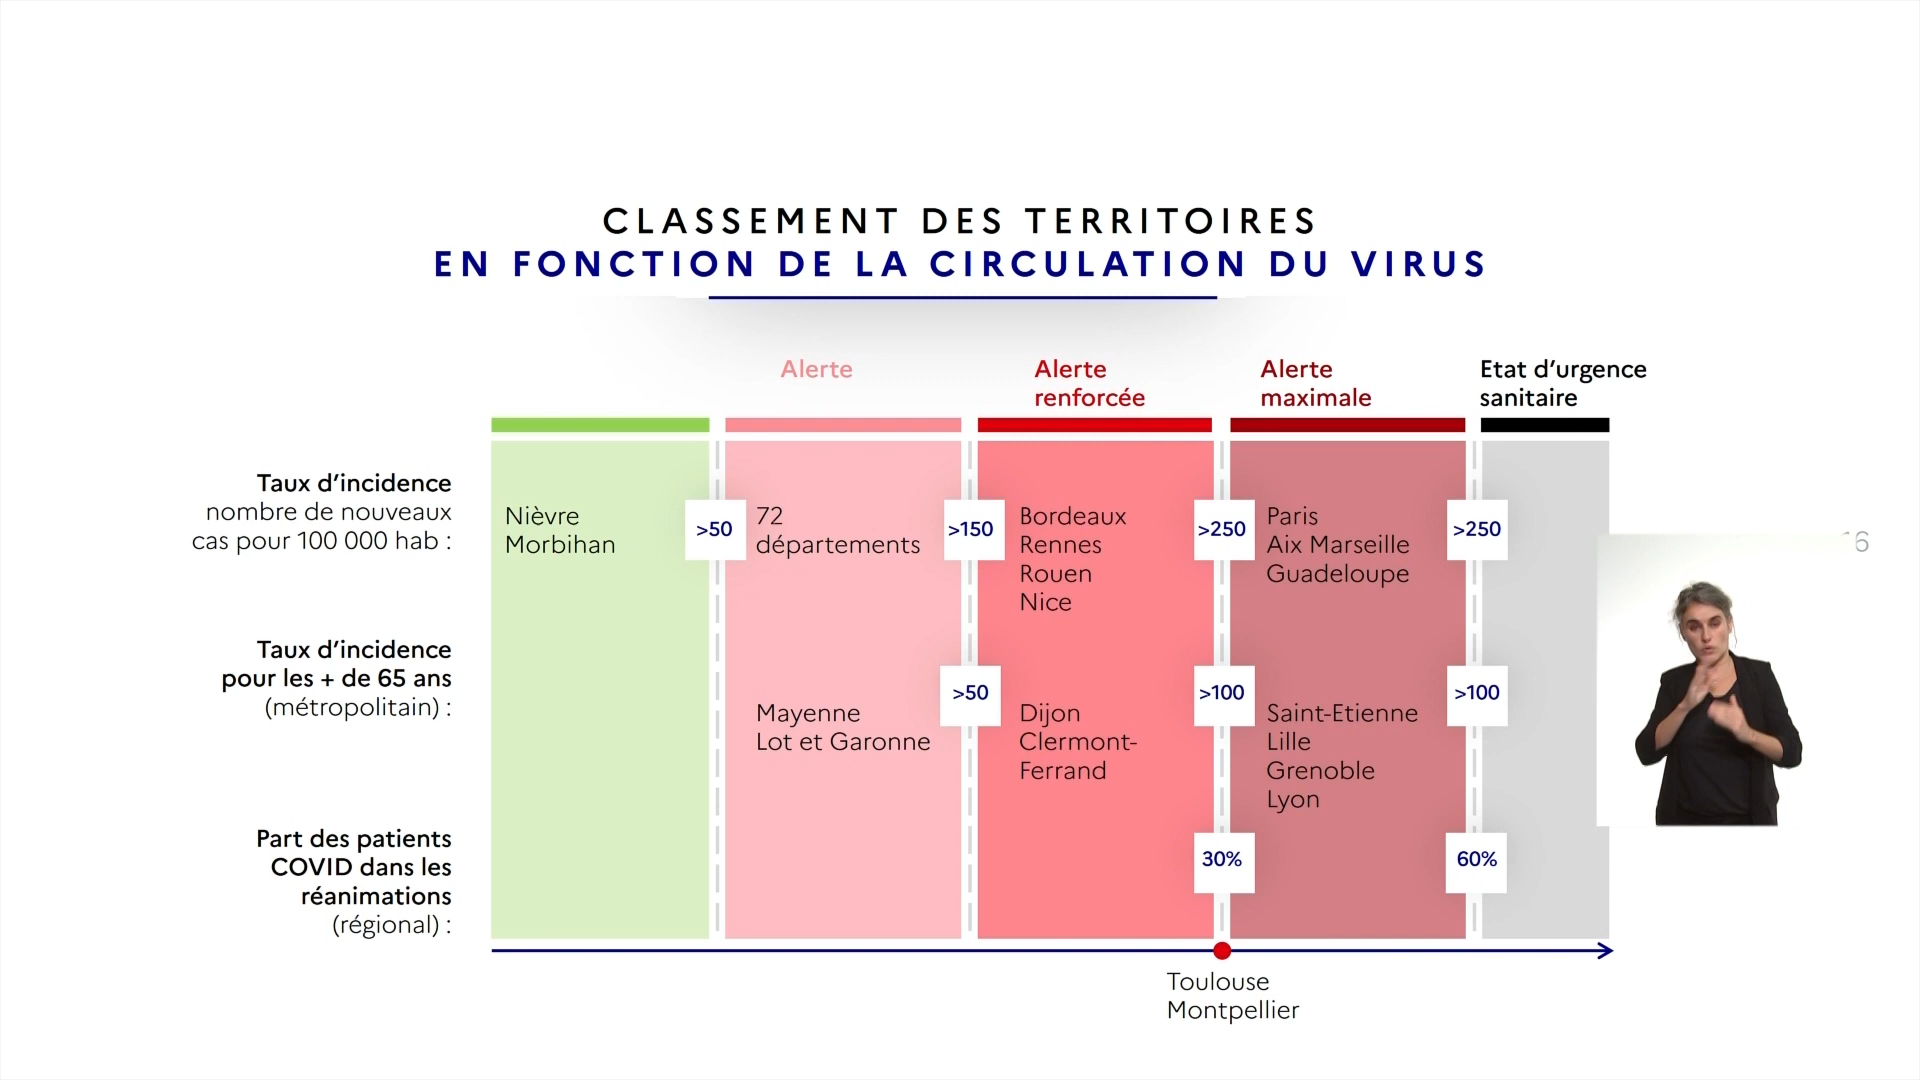 CLASSEMENT DES TERRITOIRES
EN FONCTION DE LA CIRCULATION DU VIRUS
Alerte
Alerte
renforcée
Alerte
maximale
Etat d’urgence
sanitaire
Taux d’incidence
nombre de nouveaux
cas pour 100 000 hab :
Nièvre
Morbihan
>50
72
départements
>150
Bordeaux
Rennes
Rouen
Nice
>250
Paris
Aix Marseille
Guadeloupe
>250
Taux d’incidence
pour les + de 65 ans
(métropolitain) :
Mayenne
Lot et Garonne
>50
Dijon
Clermont-
Ferrand
>100
Saint-Etienne
Lille
Grenoble
Lyon
>100
Part des patients
COVID dans les
réanimations
(régional) :
30%
60%
Toulouse
Montpellier